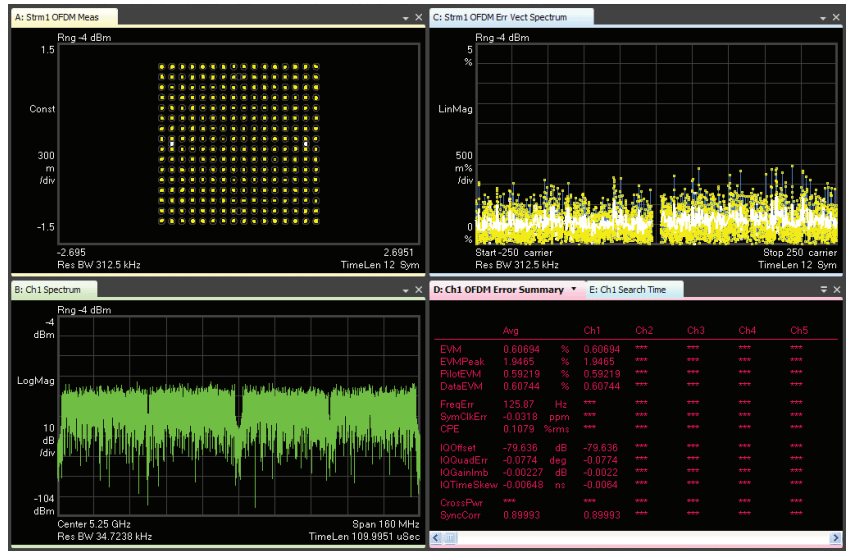 A: Strm1 OFDM Meas
Rng -4 dBm
1.5
Const
300
m
/div
-1.5
-2.695
2.6951
Res BW 312.5 kHz
TimeLen 12 Sym
C: Strm1 OFDM Err Vect Spectrum
Rng -4 dBm
5
%
LinMag
500
m%
/div
0
%
Start -250 carrier
Stop 250 carrier
Res BW 312.5 kHz
TimeLen 12 Sym
B: Ch1 Spectrum
Rng -4 dBm
-4
dBm
LogMag
10
dB
/div
-104
dBm
Center 5.25 GHz
Span 160 MHz
Res BW 34.7238 kHz
TimeLen 109.9951 uSec
D: Ch1 OFDM Error Summary
E: Ch1 Search Time
Avg Ch1 Ch2 Ch3 Ch4 Ch5
EVM 0.60694 % 0.60694 *** *** *** ***
EVMPeak 1.9465 % 1.9465 *** *** *** ***
PilotEVM 0.59219 % 0.59219 *** *** *** ***
DataEVM 0.60744 % 0.60744 *** *** *** ***
FreqErr 125.87 Hz *** *** *** *** ***
SymClkErr -0.0318 ppm *** *** *** *** ***
CPE 0.1079 %rms *** *** *** *** ***
IQOffset -79.636 dB -79.636 *** *** *** ***
IQQuadErr -0.0774 deg -0.0774 *** *** *** ***
IQGainImb -0.00227 dB -0.0022 *** *** *** ***
IQTimeSkew -0.00648 ns -0.0064 *** *** *** ***
CrossPwr *** *** *** *** *** ***
SyncCorr 0.89993 0.89993 *** *** *** ***